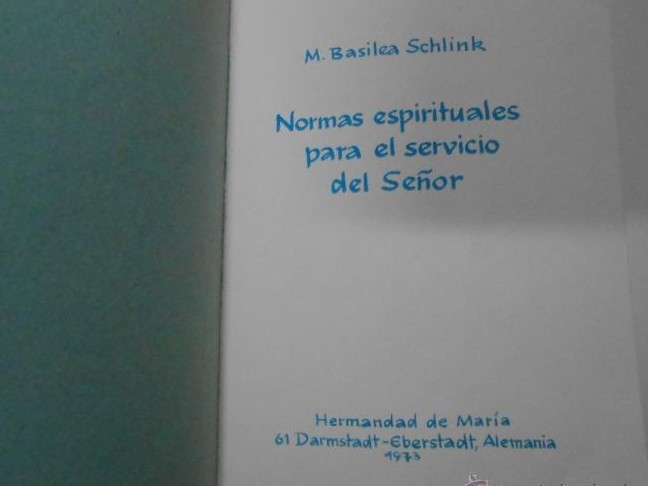 M. Basilea Schlink
Normas espirituales
para el servicio
del Señor
Hermandad de María
61 Darmstadt-Eberstadt, Alemania
1973